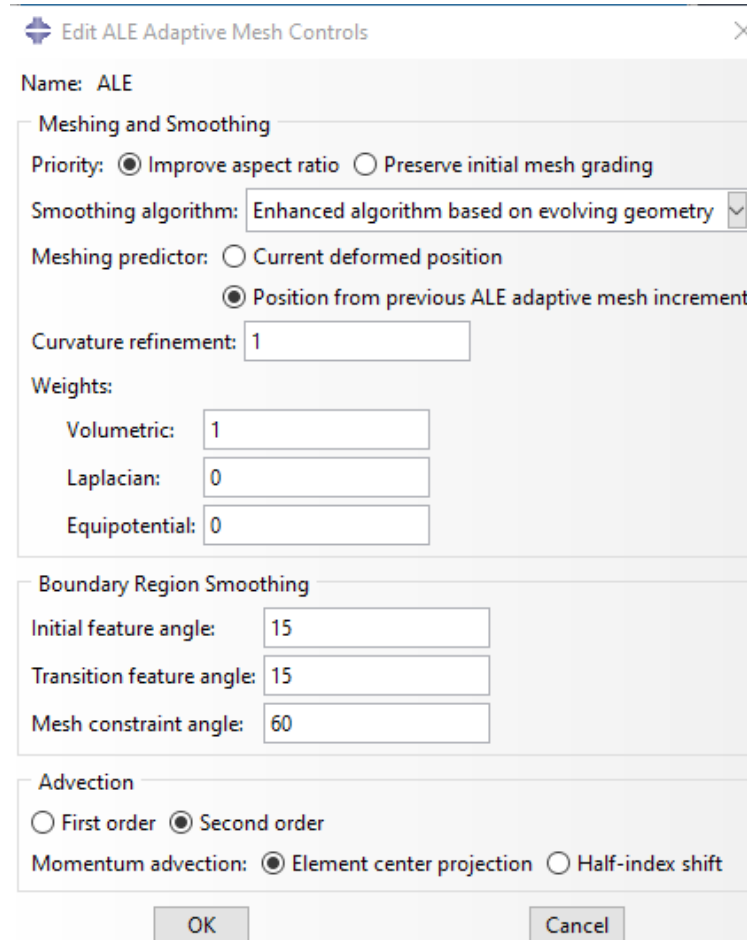 Edit ALE Adaptive Mesh Controls
Name: ALE
Meshing and Smoothing
Priority: Improve aspect ratio Preserve initial mesh grading
Smoothing algorithm: Enhanced algorithm based on evolving geometry
Meshing predictor: Current deformed position
Position from previous ALE adaptive mesh increment
Curvature refinement: 1
Weights:
Volumetric: 1
Laplacian: 0
Equipotential: 0
Boundary Region Smoothing
Initial feature angle: 15
Transition feature angle: 15
Mesh constraint angle: 60
Advection
First order Second order
Momentum advection: Element center projection Half-index shift
OK Cancel